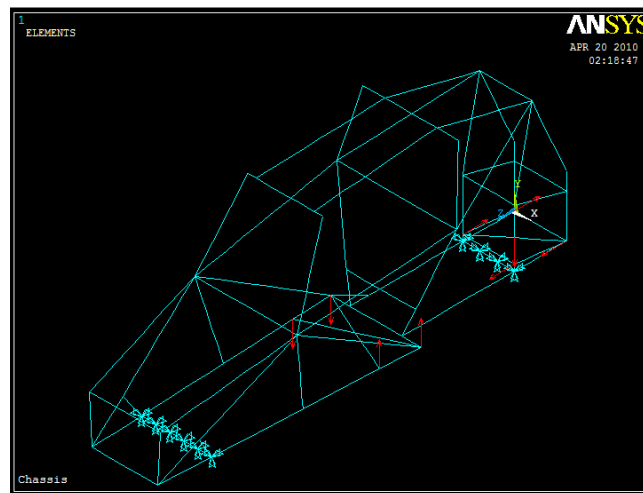 1
ELEMENTS
ANSYS
APR 20 2010
02:18:47
Y
Z
X
Chassis